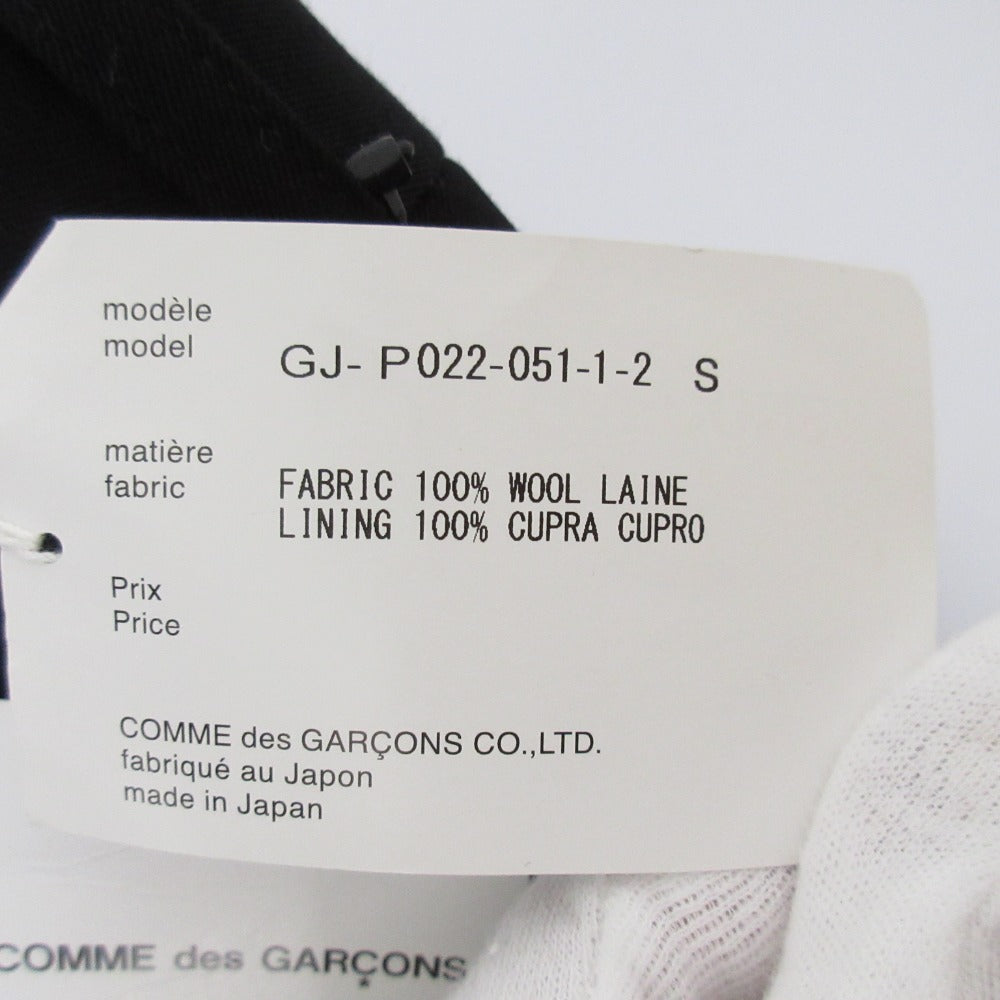 modèle
model
GJ- P022-051-1-2 S
matière
fabric
FABRIC 100% WOOL LAINE
LINING 100% CUPRA CUPRO
Prix
Price
COMME des GARÇONS CO.,LTD.
fabriqué au Japon
made in Japan
COMME des GARÇONS